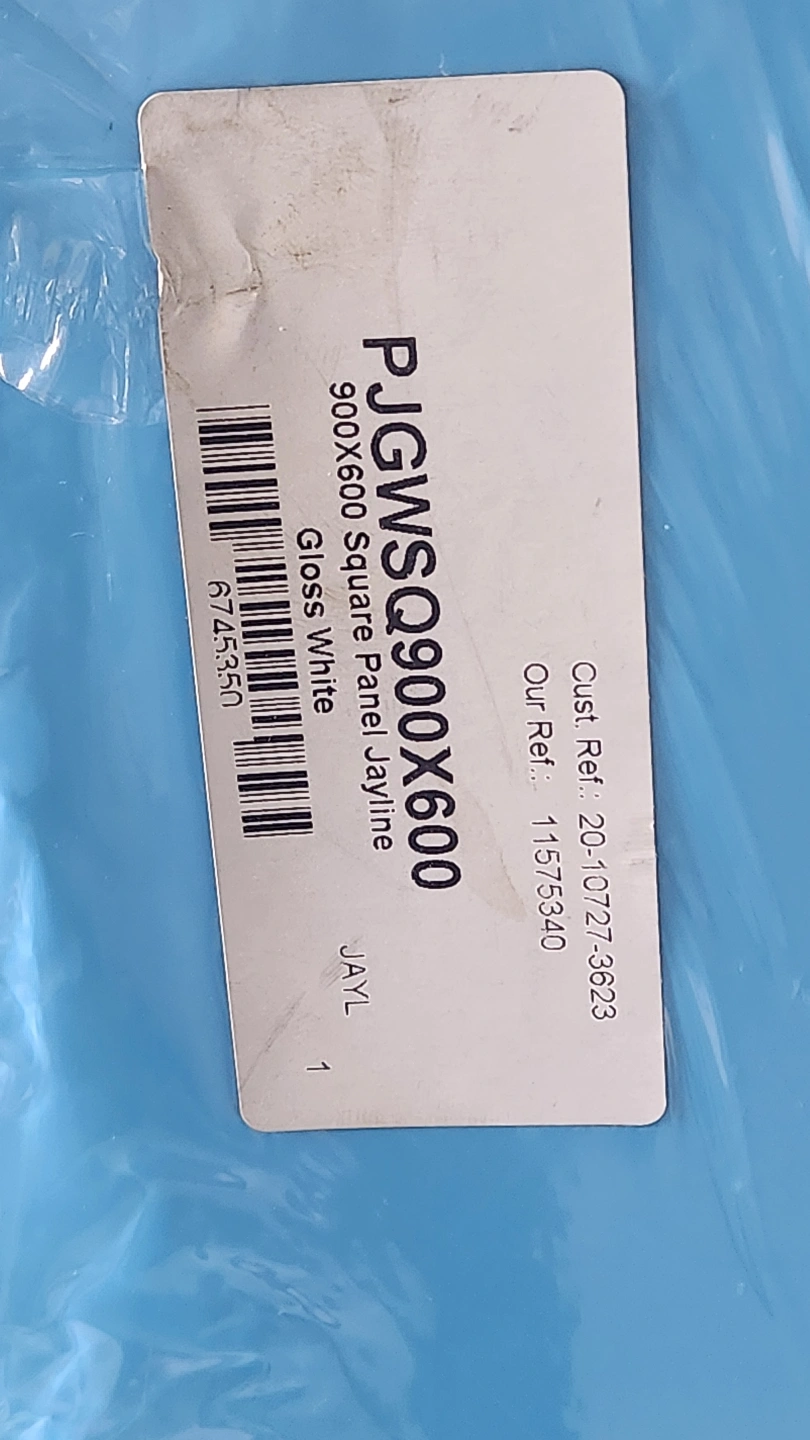 Cust. Ref.: 20-10727-3623
Our Ref.: 11575340
PJGWSQ900X600
900X600 Square Panel Jayline
JAYL
Gloss White
1
6745350